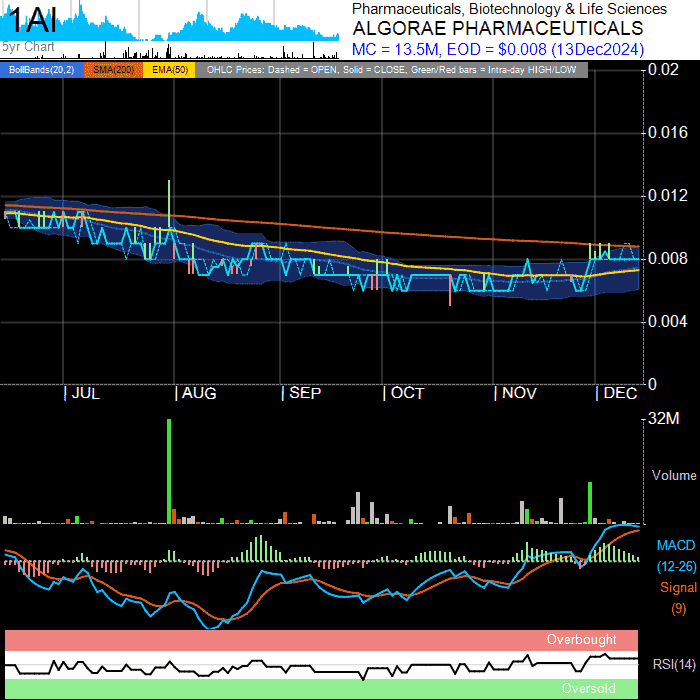 1AI
5yr Chart
Pharmaceuticals, Biotechnology & Life Sciences
ALGORAE PHARMACEUTICALS
MC = 13.5M, EOD = $0.008 (13Dec2024)
BollBands(20,2) SMA(200) EMA(50) OHLC Prices: Dashed = OPEN, Solid = CLOSE, Green/Red bars = Intra-day HIGH/LOW
0.02
0.016
0.012
0.008
0.004
0
JUL AUG SEP OCT NOV DEC
32M
Volume
MACD
(12-26)
Signal
(9)
Overbought
RSI(14)
Oversold